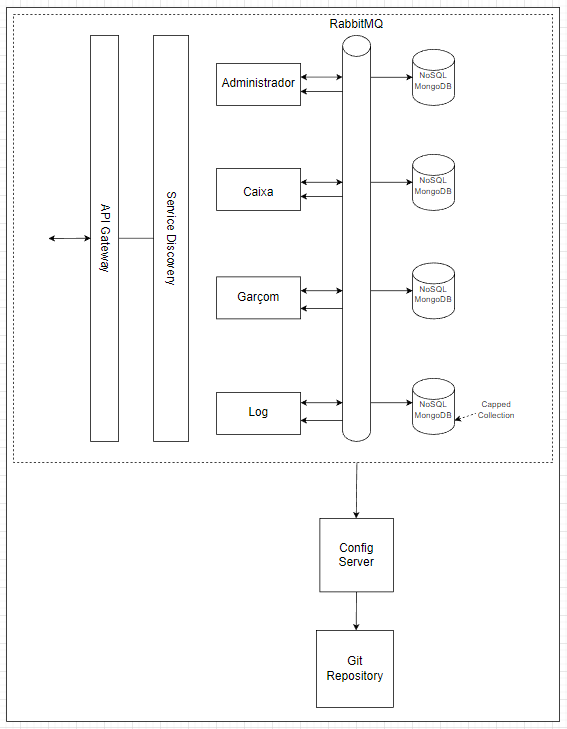 RabbitMQ
Administrador
NoSQL
MongoDB
API Gateway
Service Discovery
Caixa
NoSQL
MongoDB
Garçom
NoSQL
MongoDB
Log
NoSQL
MongoDB
Capped
Collection
Config
Server
Git
Repository